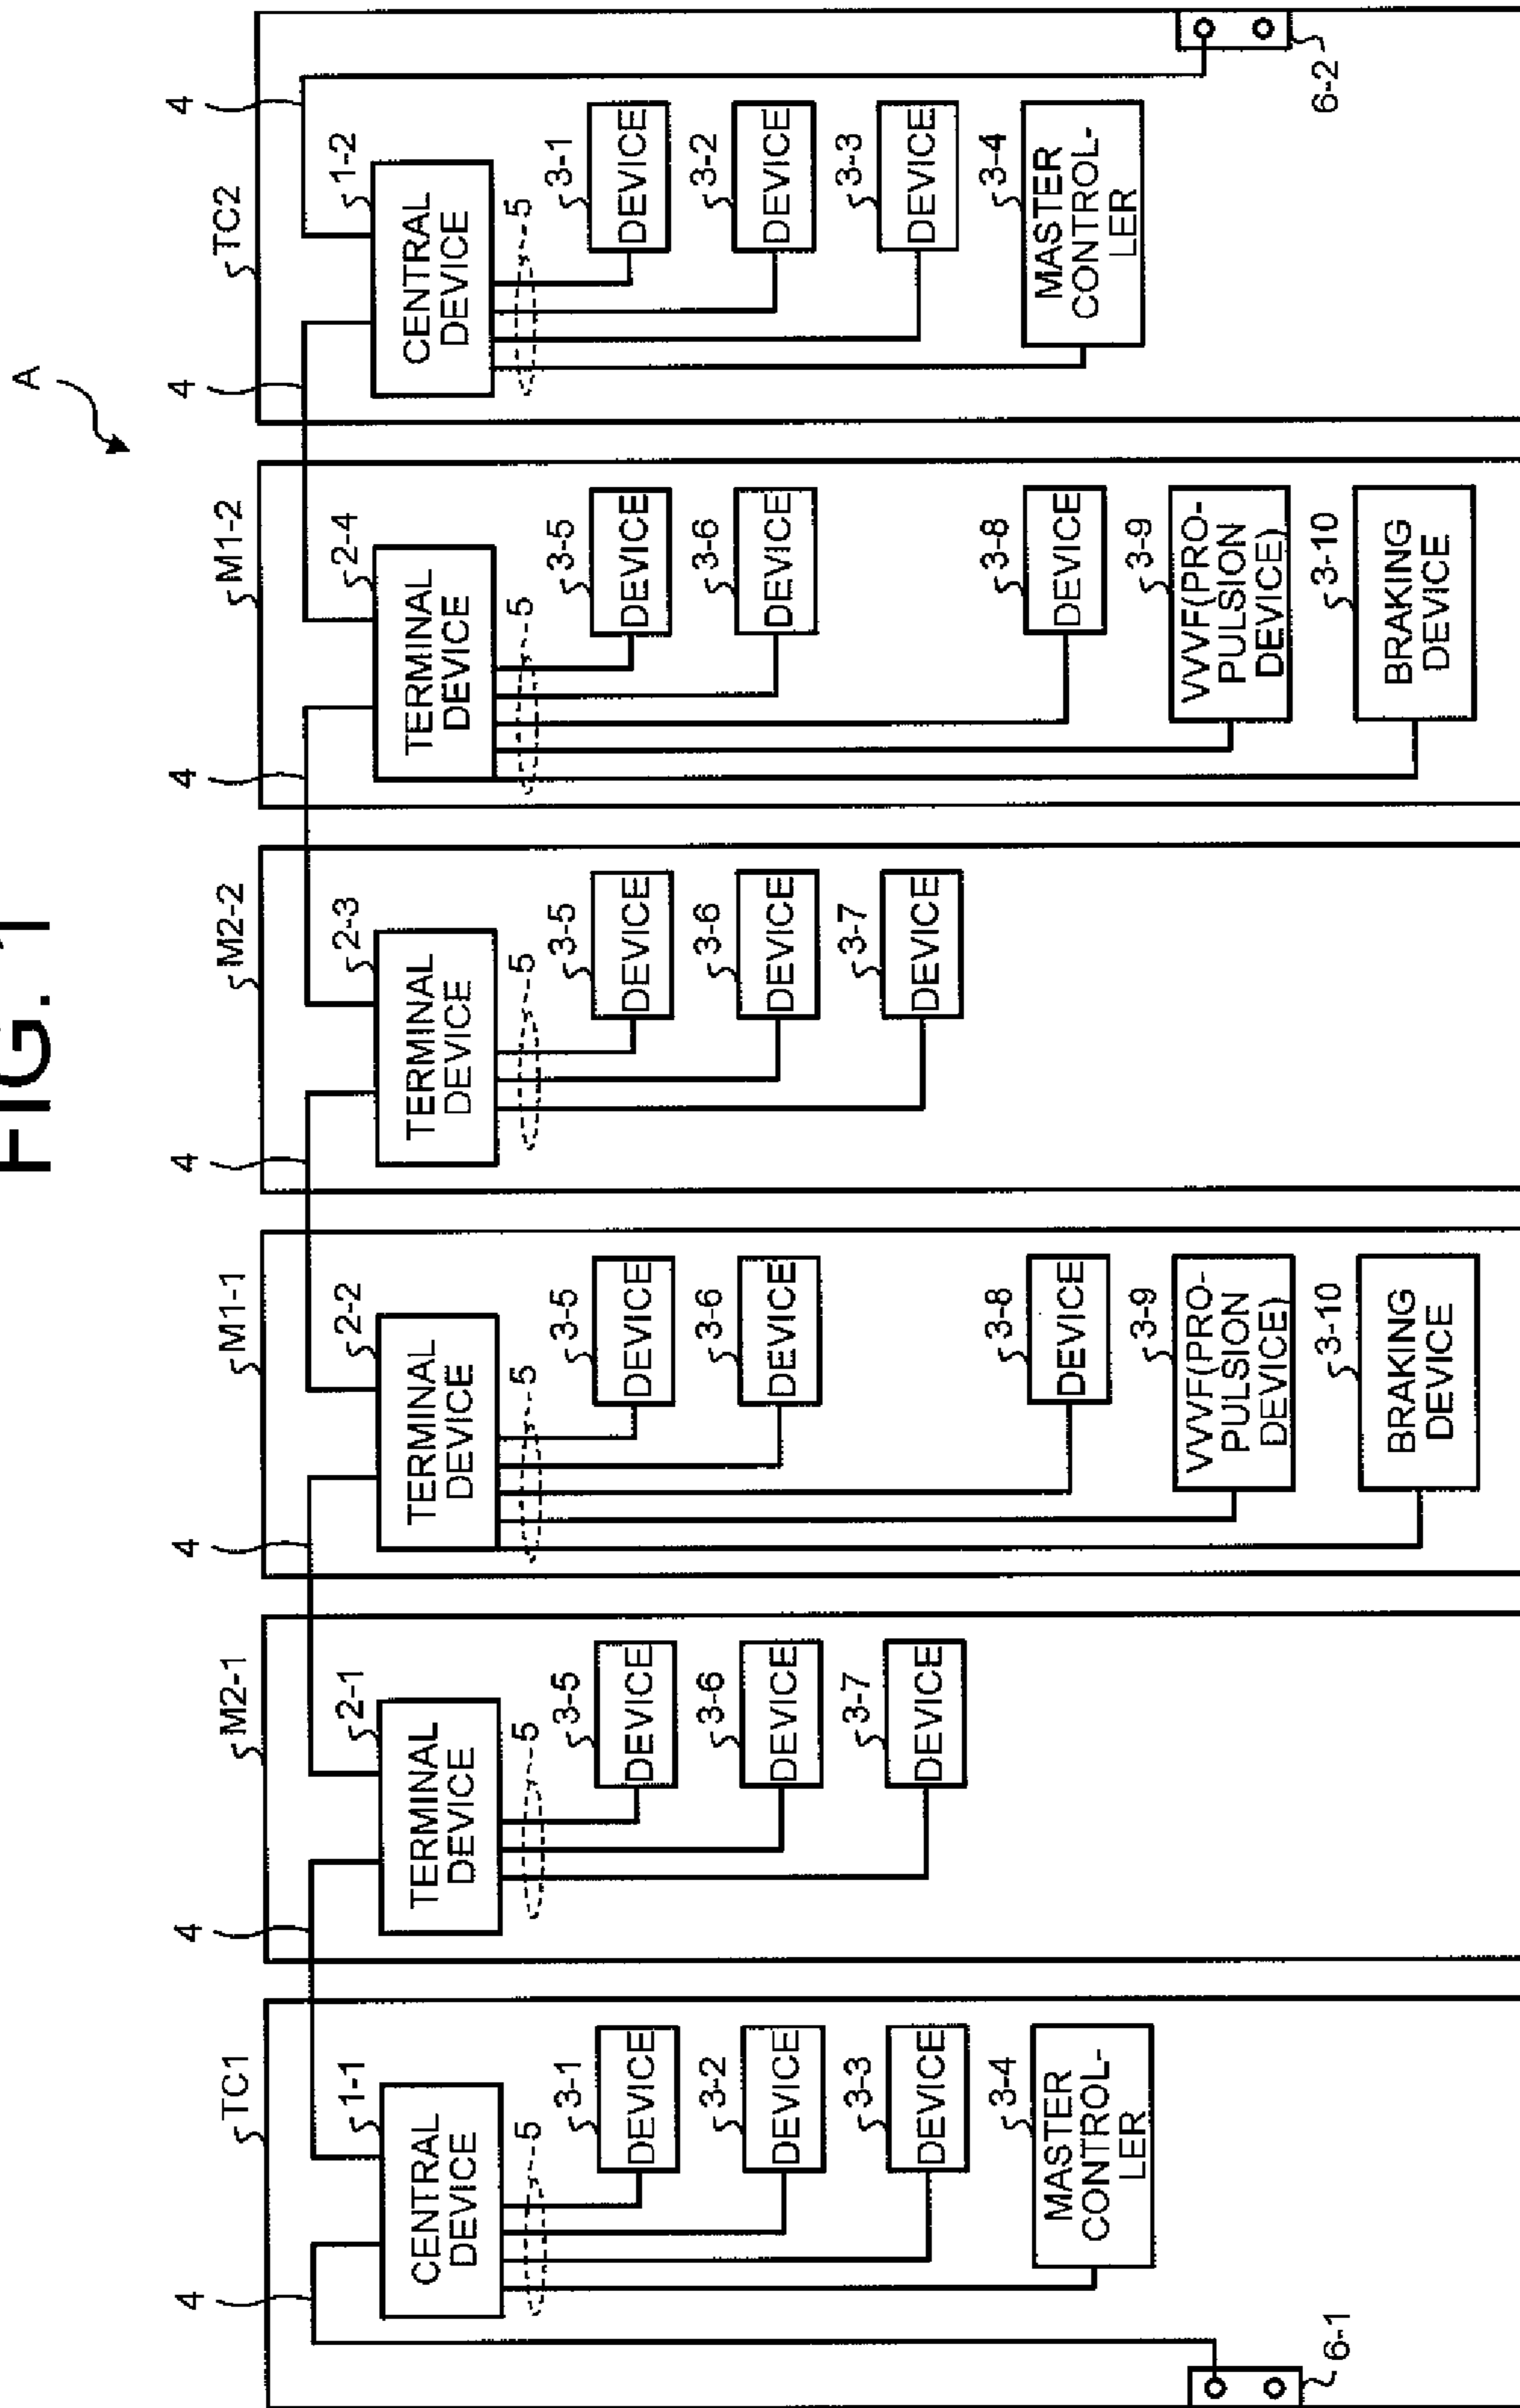 FIG. 1
A
TC1
4
4
1-1
CENTRAL
DEVICE
5
3-1
DEVICE
3-2
DEVICE
3-3
DEVICE
3-4
MASTER
CONTROL-
LER
6-1
M2-1
4
2-1
TERMINAL
DEVICE
5
3-5
DEVICE
3-6
DEVICE
3-7
DEVICE
M1-1
4
2-2
TERMINAL
DEVICE
5
3-5
DEVICE
3-6
DEVICE
3-8
DEVICE
3-9
VVVF(PRO-
PULSION
DEVICE)
3-10
BRAKING
DEVICE
M2-2
4
2-3
TERMINAL
DEVICE
5
3-5
DEVICE
3-6
DEVICE
3-7
DEVICE
M1-2
4
2-4
TERMINAL
DEVICE
5
3-5
DEVICE
3-6
DEVICE
3-8
DEVICE
3-9
VVVF(PRO-
PULSION
DEVICE)
3-10
BRAKING
DEVICE
TC2
4
1-2
CENTRAL
DEVICE
5
3-1
DEVICE
3-2
DEVICE
3-3
DEVICE
3-4
MASTER
CONTROL-
LER
6-2